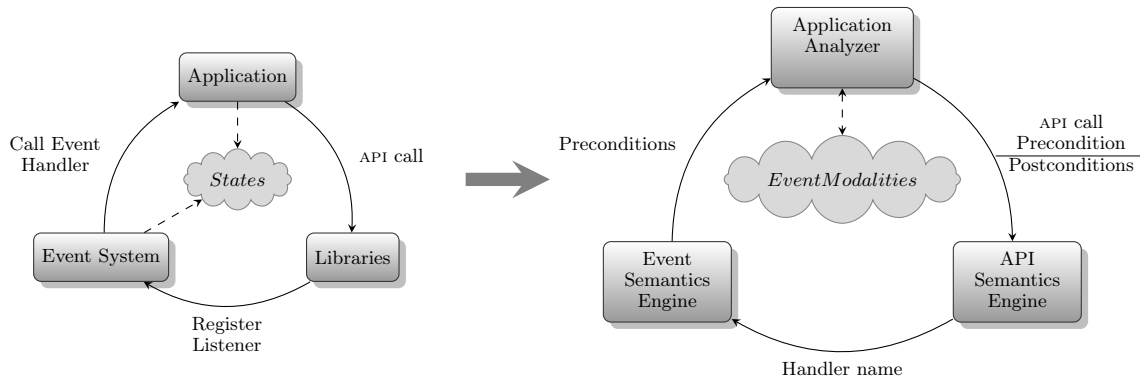 Application
Call Event
Handler
API call
States
Event System
Libraries
Register
Listener
Application
Analyzer
Preconditions
API call
Precondition
Postconditions
EventModalities
Event
Semantics
Engine
API
Semantics
Engine
Handler name